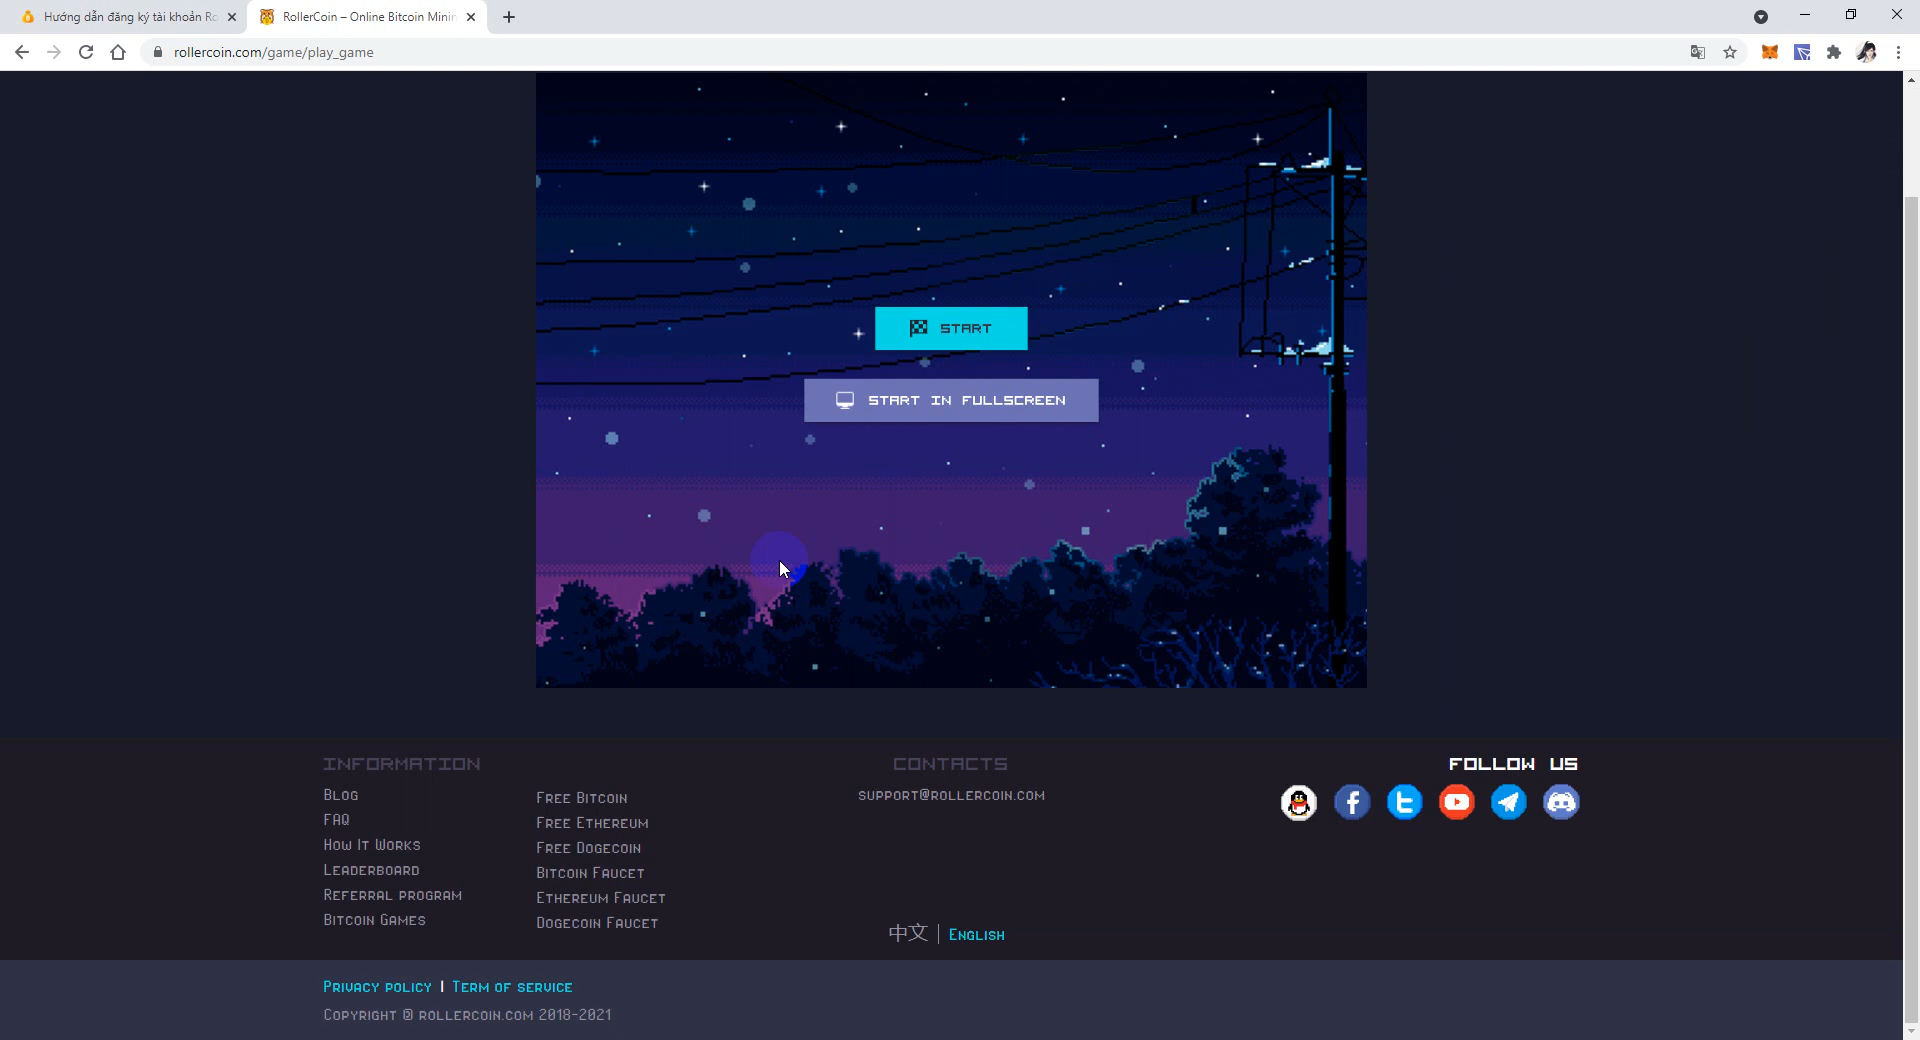 Hướng dẫn đăng ký tài khoản Ro
RollerCoin – Online Bitcoin Minin
rollercoin.com/game/play_game
START
START IN FULLSCREEN
INFORMATION
Blog
FAQ
How It Works
Leaderboard
Referral program
Bitcoin Games
Free Bitcoin
Free Ethereum
Free Dogecoin
Bitcoin Faucet
Ethereum Faucet
Dogecoin Faucet
CONTACTS
support@rollercoin.com
中文 | English
FOLLOW US
Privacy policy | Term of service
Copyright © rollercoin.com 2018-2021